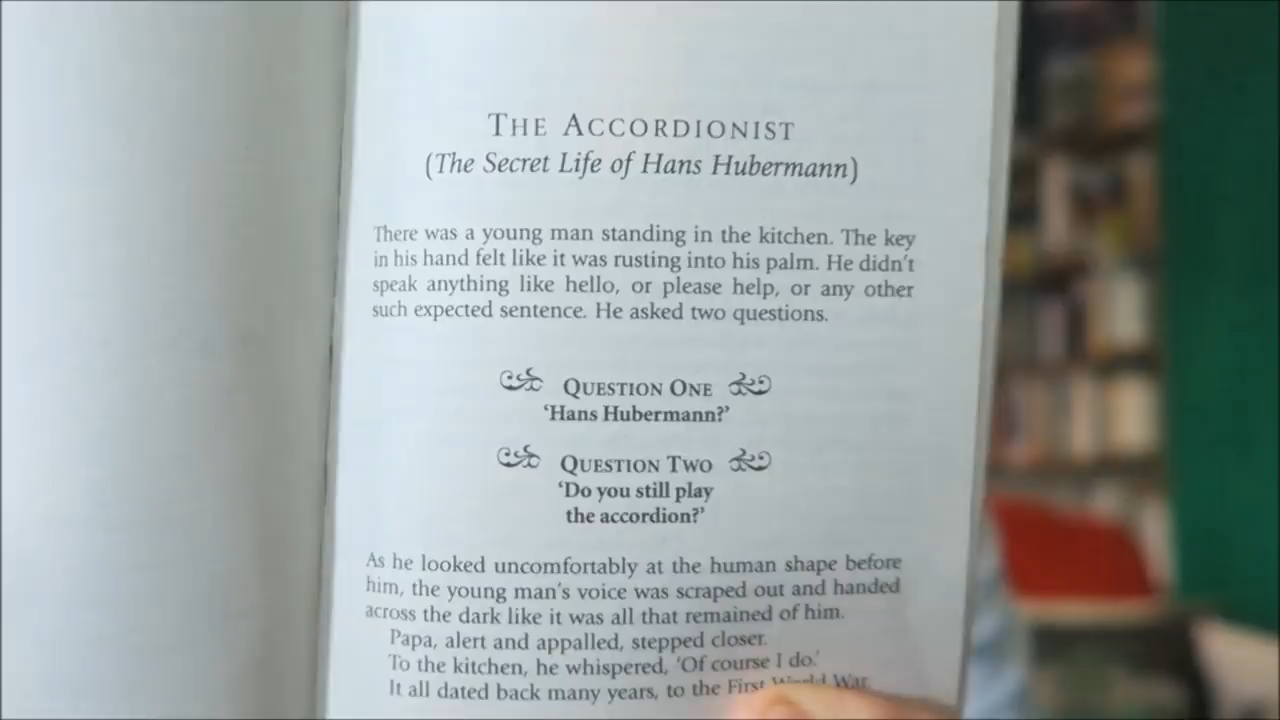 THE ACCORDIONIST
(The Secret Life of Hans Hubermann)
There was a young man standing in the kitchen. The key
in his hand felt like it was rusting into his palm. He didn't
speak anything like hello, or please help, or any other
such expected sentence. He asked two questions.
QUESTION ONE
‘Hans Hubermann?’
QUESTION TWO
‘Do you still play
the accordion?’
As he looked uncomfortably at the human shape before
him, the young man's voice was scraped out and handed
across the dark like it was all that remained of him.
Papa, alert and appalled, stepped closer.
To the kitchen, he whispered, ‘Of course I do.’
It all dated back many years, to the First World War.